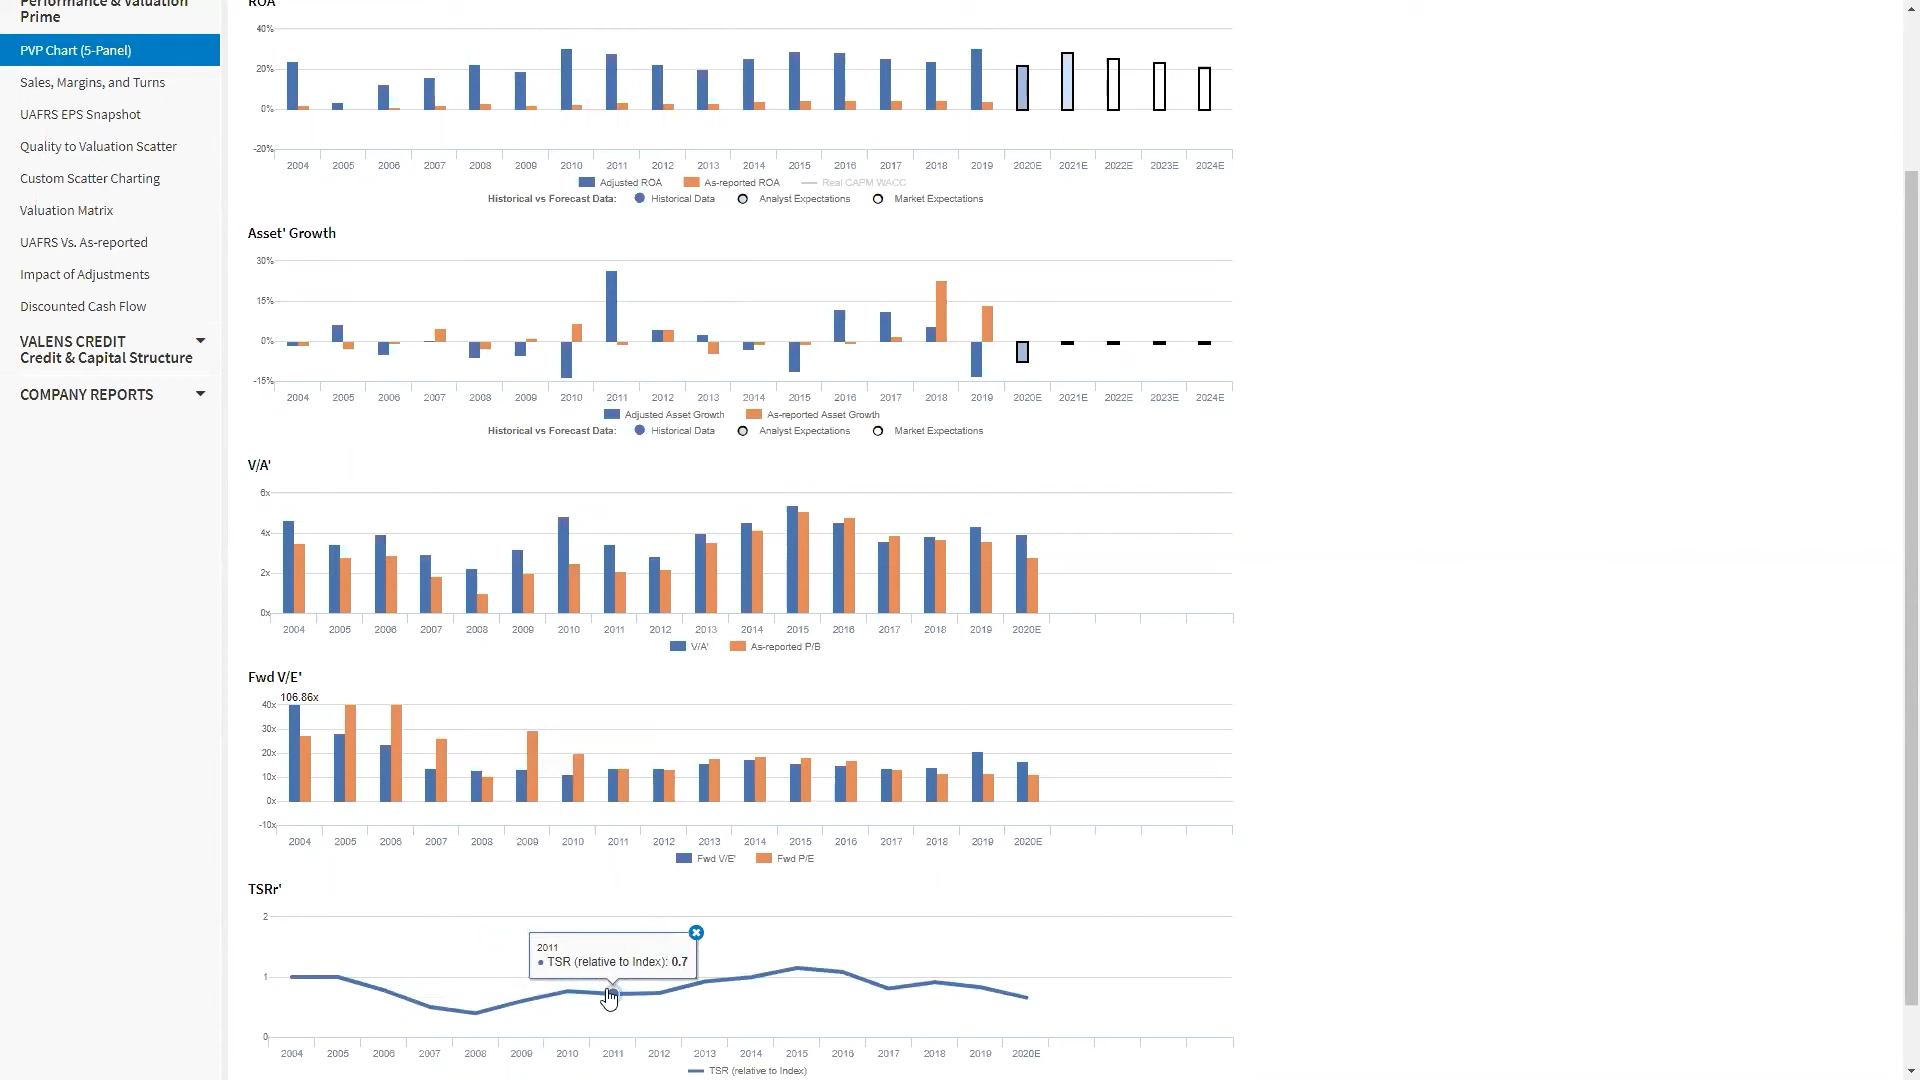 Performance & Valuation
Prime
PVP Chart (5-Panel)
Sales, Margins, and Turns
UAFRS EPS Snapshot
Quality to Valuation Scatter
Custom Scatter Charting
Valuation Matrix
UAFRS Vs. As-reported
Impact of Adjustments
Discounted Cash Flow
VALENS CREDIT
Credit & Capital Structure
COMPANY REPORTS
ROA
40%
20%
0%
-20%
2004 2005 2006 2007 2008 2009 2010 2011 2012 2013 2014 2015 2016 2017 2018 2019 2020E 2021E 2022E 2023E 2024E
Adjusted ROA As-reported ROA Real CAPM WACC
Historical vs Forecast Data: Historical Data Analyst Expectations Market Expectations
Asset' Growth
30%
15%
0%
-15%
2004 2005 2006 2007 2008 2009 2010 2011 2012 2013 2014 2015 2016 2017 2018 2019 2020E 2021E 2022E 2023E 2024E
Adjusted Asset Growth As-reported Asset Growth
Historical vs Forecast Data: Historical Data Analyst Expectations Market Expectations
V/A'
6x
4x
2x
0x
2004 2005 2006 2007 2008 2009 2010 2011 2012 2013 2014 2015 2016 2017 2018 2019 2020E
V/A' As-reported P/B
Fwd V/E'
106.86x
40x
30x
20x
10x
0x
-10x
2004 2005 2006 2007 2008 2009 2010 2011 2012 2013 2014 2015 2016 2017 2018 2019 2020E
Fwd V/E' Fwd P/E
TSRr'
2
1
0
2011
TSR (relative to Index): 0.7
2004 2005 2006 2007 2008 2009 2010 2011 2012 2013 2014 2015 2016 2017 2018 2019 2020E
TSR (relative to Index)